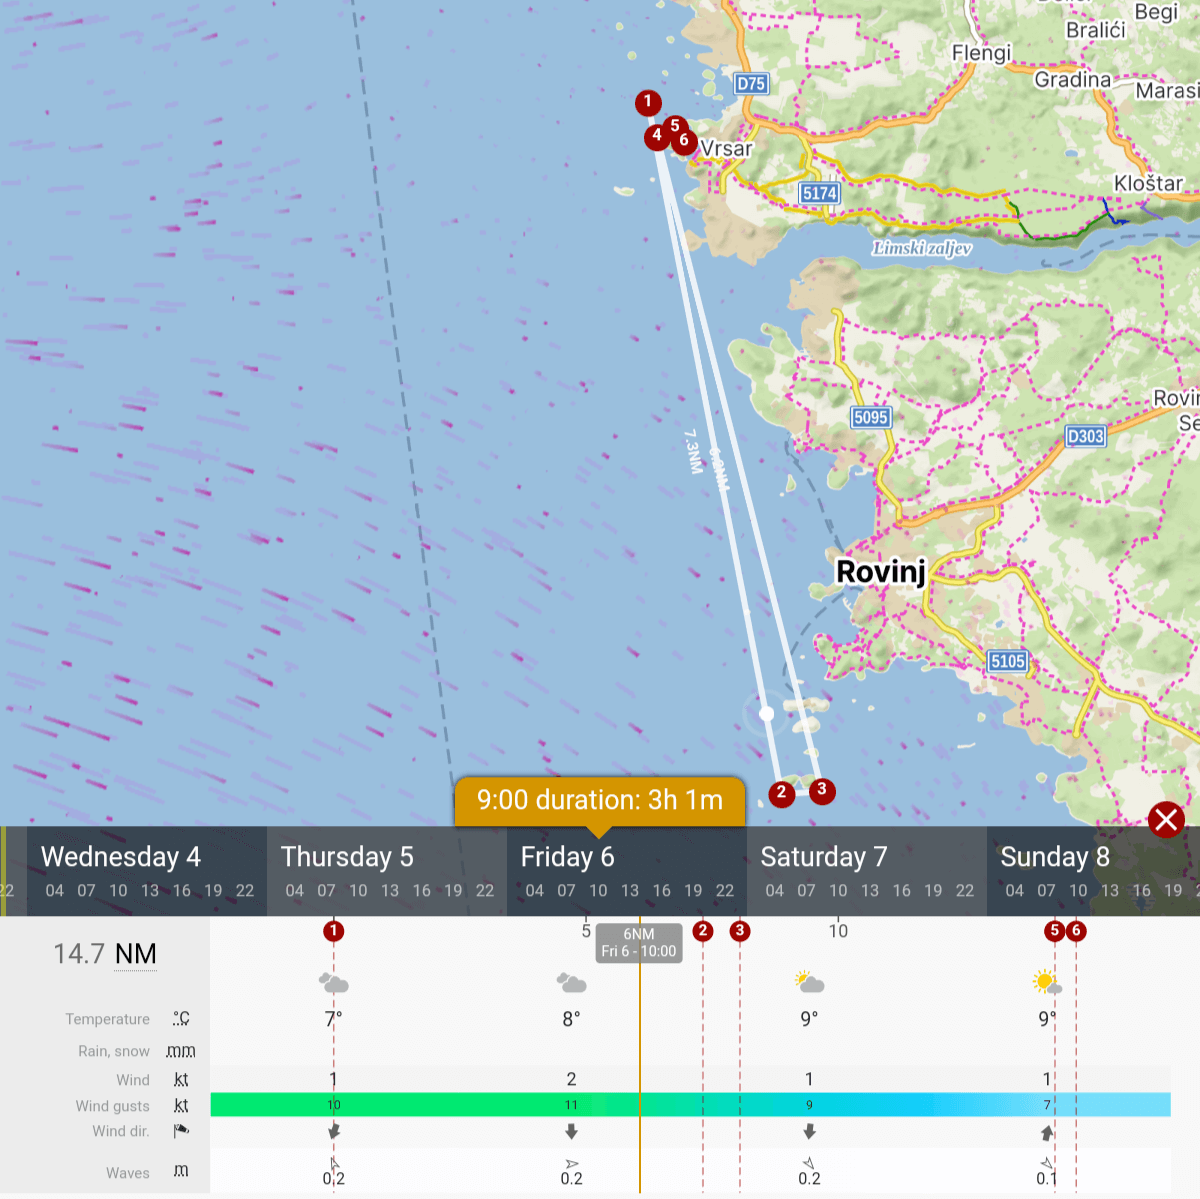 Begi
Bralići
Flengi
Gradina
D75
1
5
4
6
Vrsar
Kloštar
5174
Limski zaljev
5095
D303
7.3NM
Rovinj
5105
2
3
9:00 duration: 3h 1m
Wednesday 4
Thursday 5
Friday 6
Saturday 7
Sunday 8
22
04 07 10 13 16 19 22
04 07 10 13 16 19 22
04 07 10 13 16 19 22
04 07 10 13 16 19 22
04 07 10 13 16 19
1
5
6NM
Fri 6 - 10:00
2
3
10
5
6
14.7 NM
Temperature °C 7° 8° 9° 9°
Rain, snow mm
Wind kt 1 2 1 1
Wind gusts kt 10 11 9 7
Wind dir.
Waves m 0.2 0.2 0.2 0.1